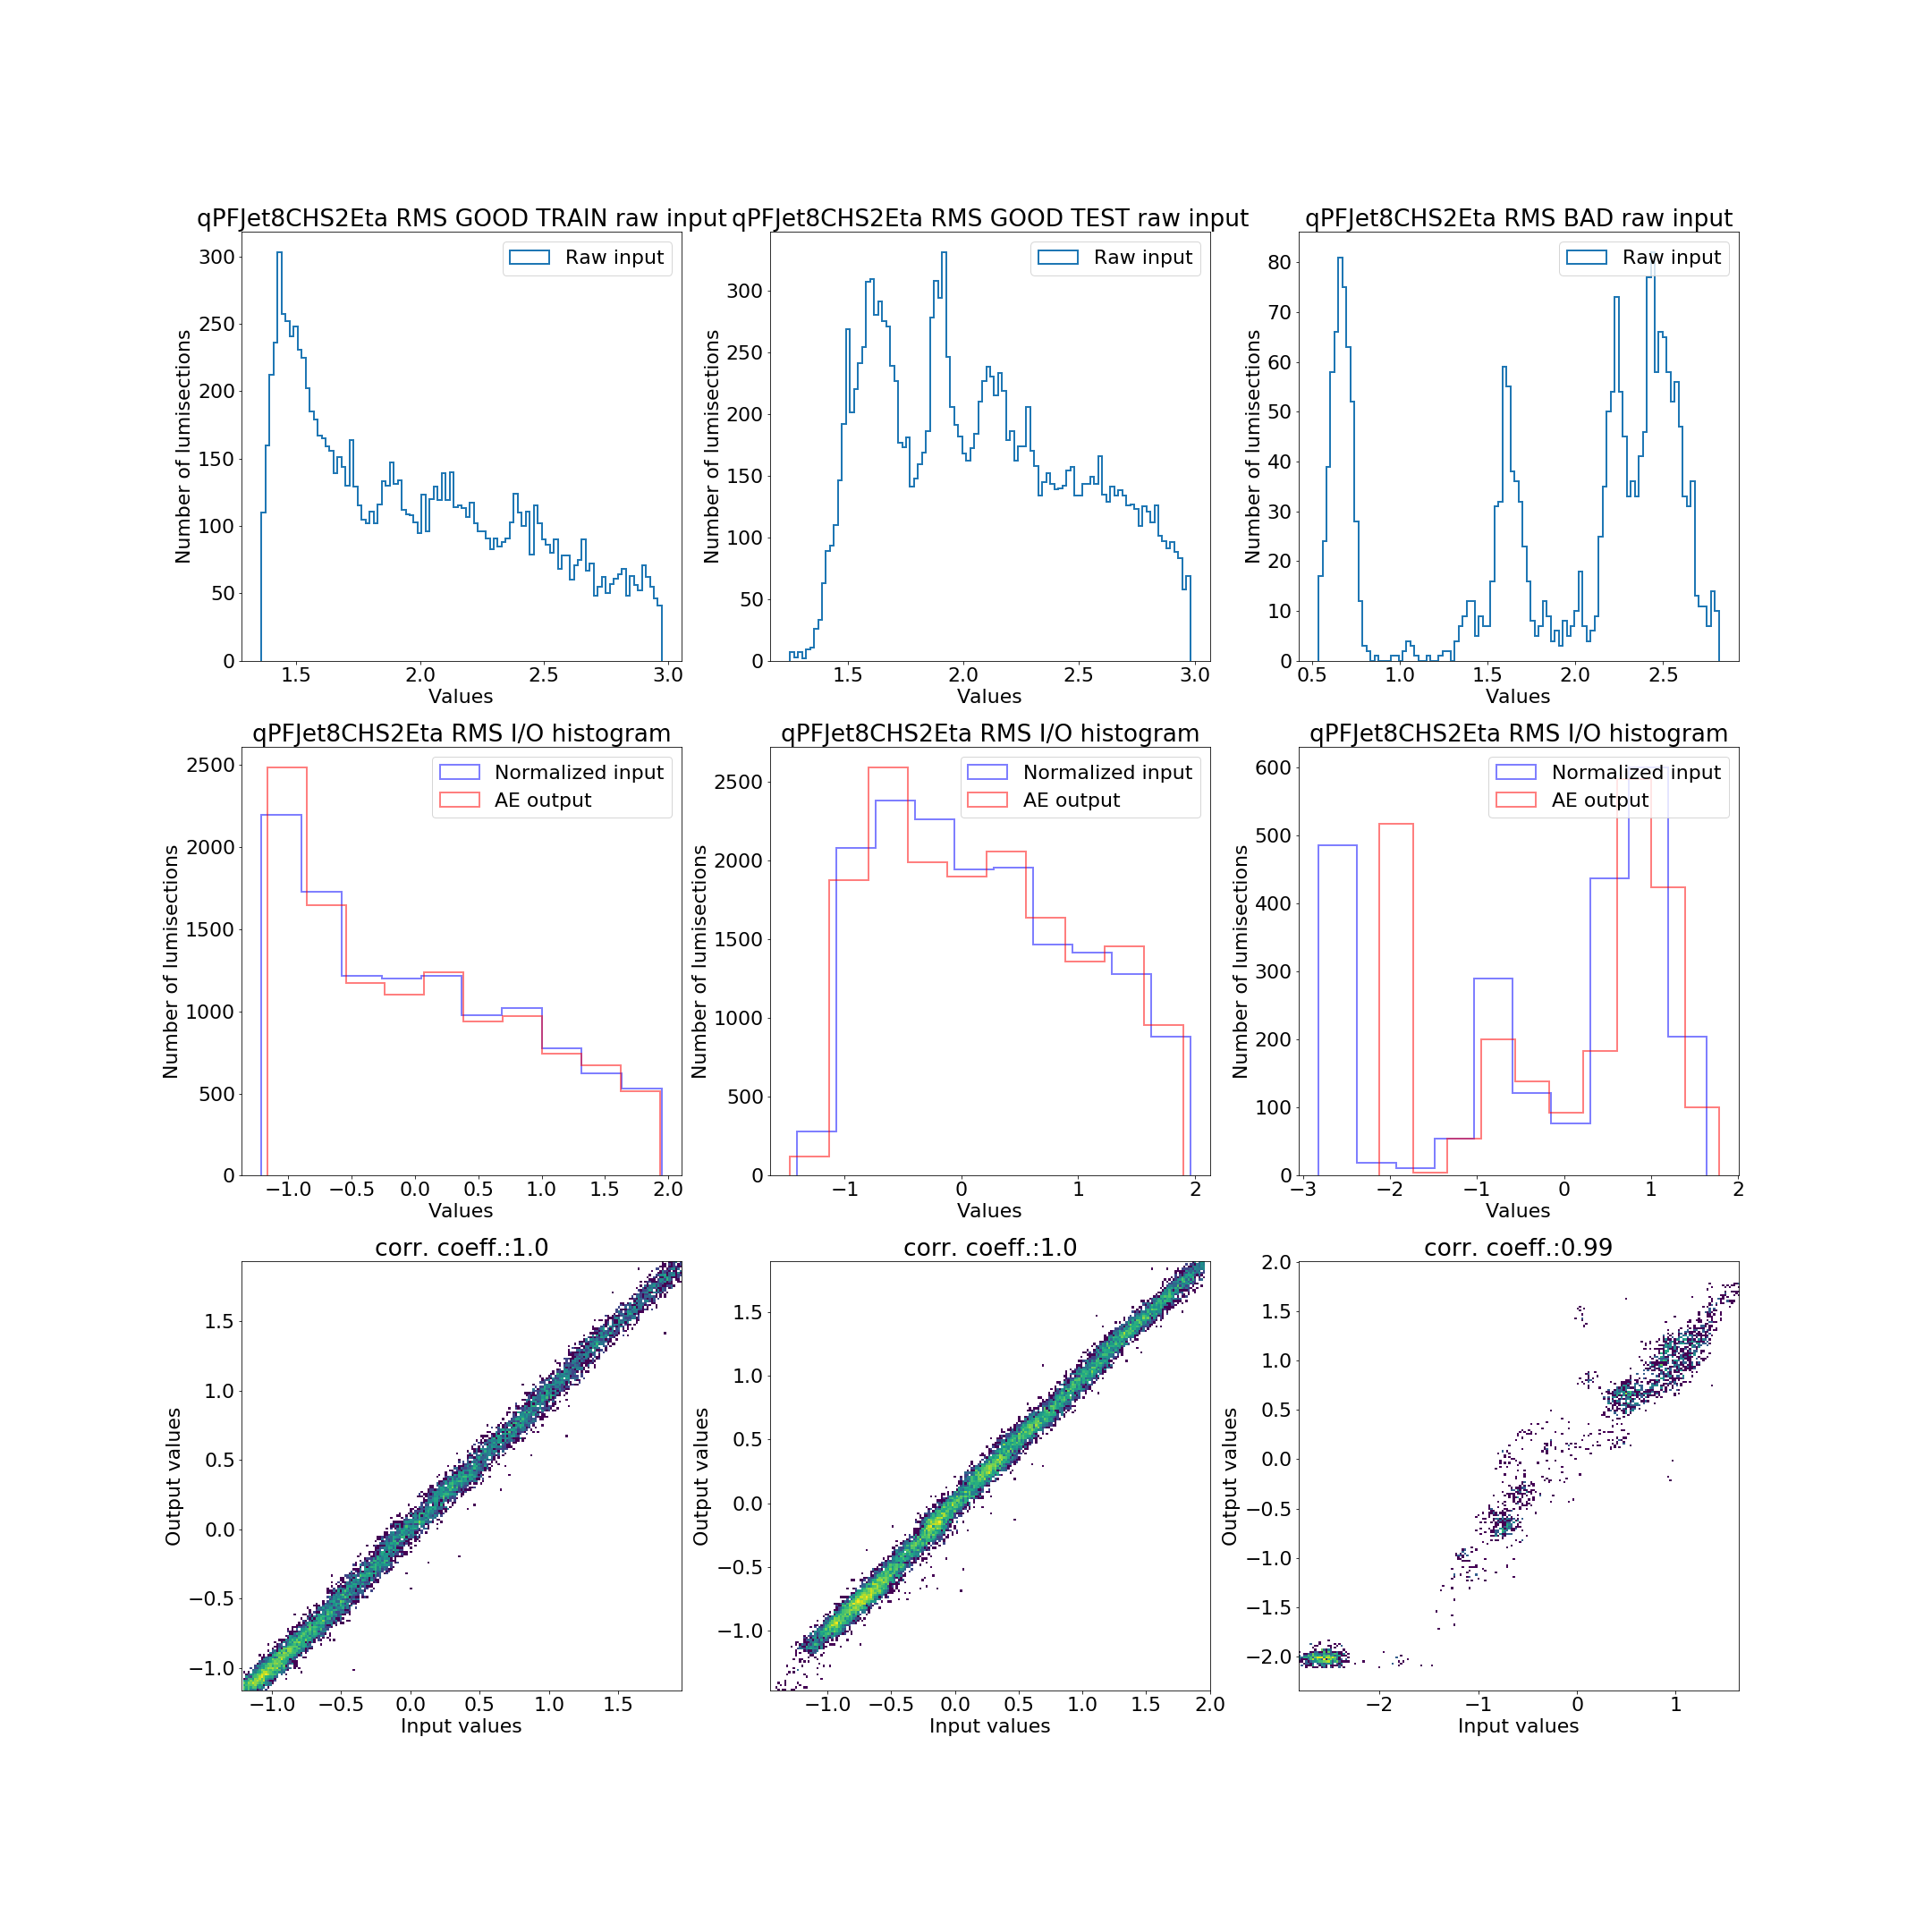 qPFJet8CHS2Eta RMS GOOD TRAIN raw input
Raw input
300
250
200
150
100
50
0
Number of lumisections
1.5 2.0 2.5 3.0
Values
qPFJet8CHS2Eta RMS GOOD TEST raw input
Raw input
300
250
200
150
100
50
0
Number of lumisections
1.5 2.0 2.5 3.0
Values
qPFJet8CHS2Eta RMS BAD raw input
Raw input
80
70
60
50
40
30
20
10
0
Number of lumisections
0.5 1.0 1.5 2.0 2.5
Values
qPFJet8CHS2Eta RMS I/O histogram
Normalized input
AE output
2500
2000
1500
1000
500
0
Number of lumisections
−1.0 −0.5 0.0 0.5 1.0 1.5 2.0
Values
qPFJet8CHS2Eta RMS I/O histogram
Normalized input
AE output
2500
2000
1500
1000
500
0
Number of lumisections
−1 0 1 2
Values
qPFJet8CHS2Eta RMS I/O histogram
Normalized input
AE output
600
500
400
300
200
100
0
Number of lumisections
−3 −2 −1 0 1 2
Values
corr. coeff.:1.0
1.5
1.0
0.5
0.0
−0.5
−1.0
Output values
−1.0 −0.5 0.0 0.5 1.0 1.5
Input values
corr. coeff.:1.0
1.5
1.0
0.5
0.0
−0.5
−1.0
Output values
−1.0 −0.5 0.0 0.5 1.0 1.5 2.0
Input values
corr. coeff.:0.99
2.0
1.5
1.0
0.5
0.0
−0.5
−1.0
−1.5
−2.0
Output values
−2 −1 0 1
Input values